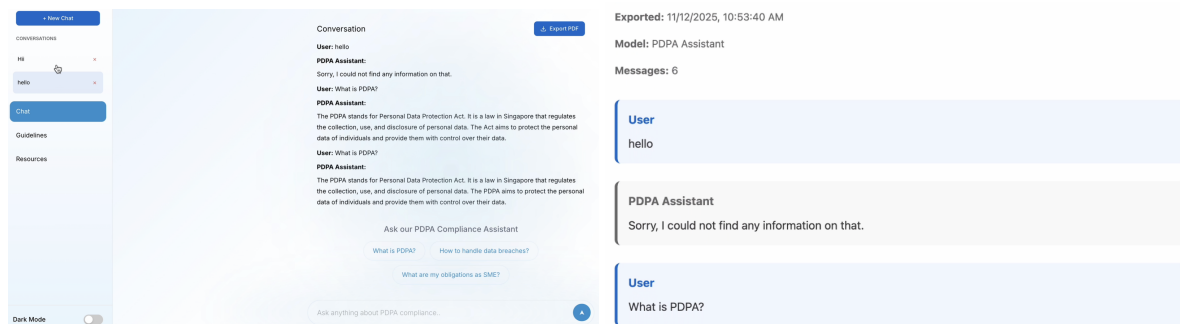 + New Chat
CONVERSATIONS
Hii
×
hello
×
Chat
Guidelines
Resources
Dark Mode
Conversation
Export PDF
User: hello
PDPA Assistant:
Sorry, I could not find any information on that.
User: What is PDPA?
PDPA Assistant:
The PDPA stands for Personal Data Protection Act. It is a law in Singapore that regulates
the collection, use, and disclosure of personal data. The Act aims to protect the personal
data of individuals and provide them with control over their data.
User: What is PDPA?
PDPA Assistant:
The PDPA stands for Personal Data Protection Act. It is a law in Singapore that regulates
the collection, use, and disclosure of personal data. The PDPA aims to protect the personal
data of individuals and provide them with control over their data.
Ask our PDPA Compliance Assistant
What is PDPA?
How to handle data breaches?
What are my obligations as SME?
Ask anything about PDPA compliance...
Exported: 11/12/2025, 10:53:40 AM
Model: PDPA Assistant
Messages: 6
User
hello
PDPA Assistant
Sorry, I could not find any information on that.
User
What is PDPA?